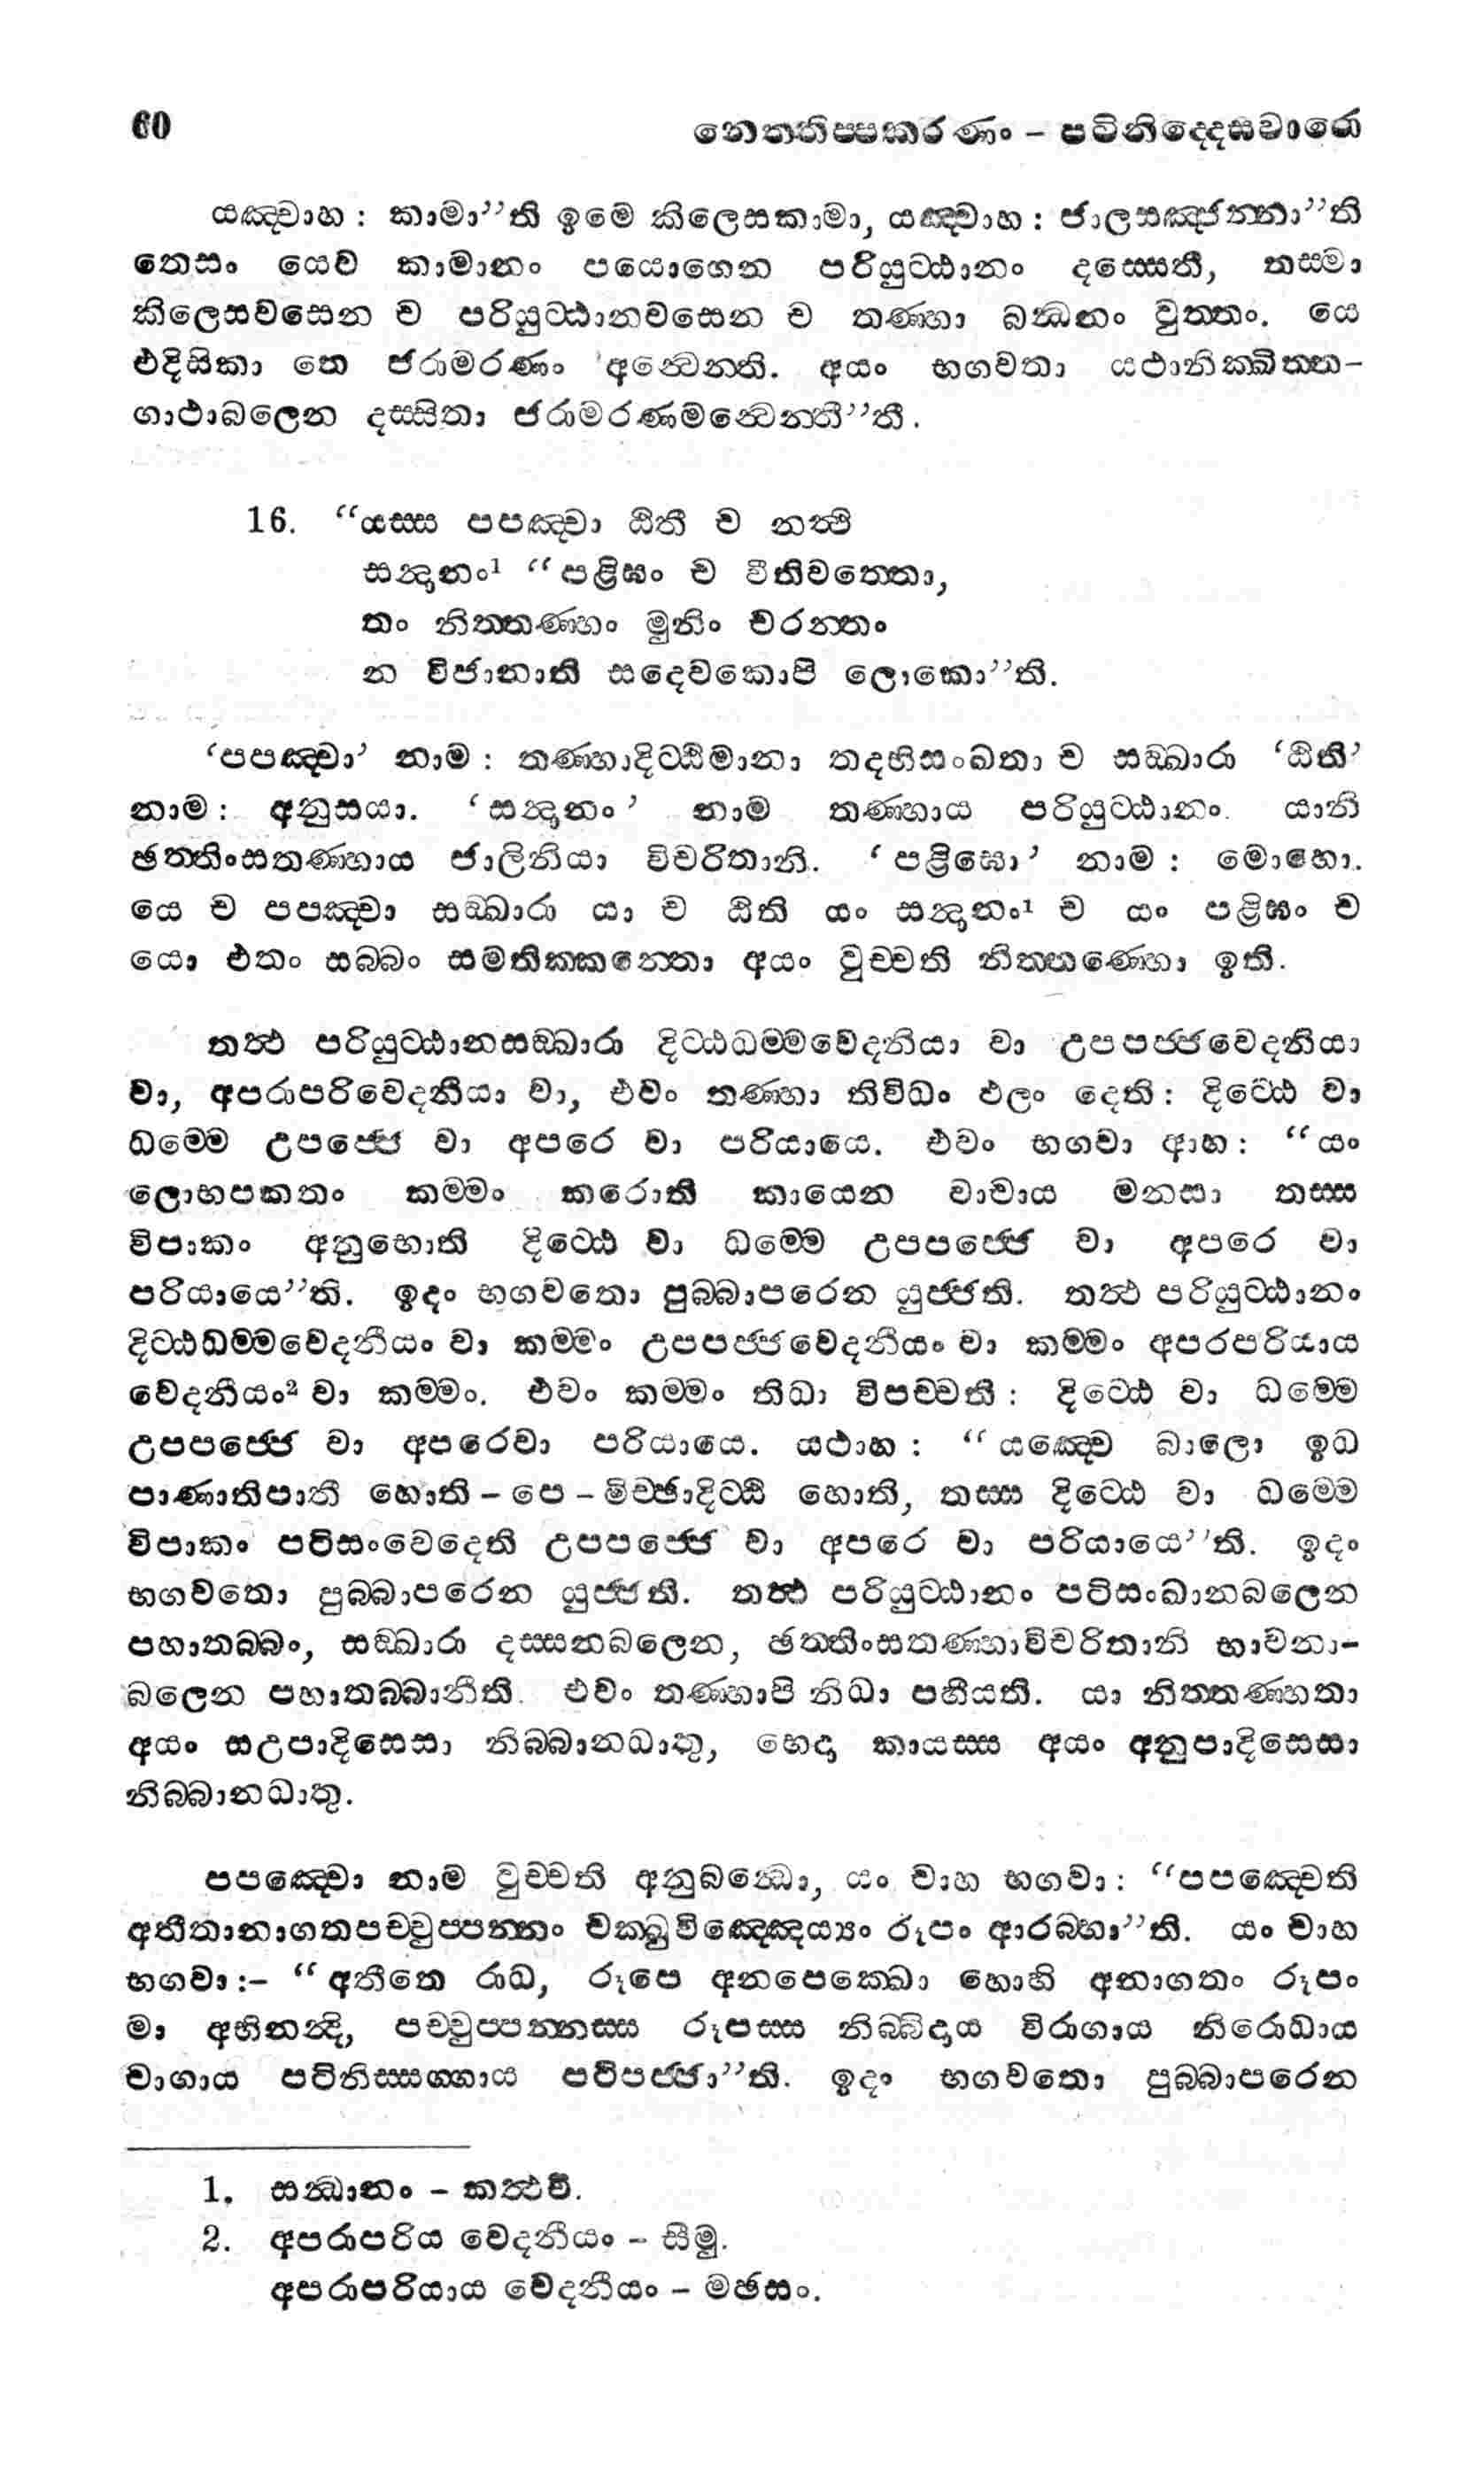 60
නෙත්තිප්පකරණං – පටිනිද්දෙසවාරො
යඤ්චාහ : කාමා”ති ඉමෙ කිලෙසකාමා, යඤ්චාහ : ජාලසඤ්ජන්නා”ති
තෙසං යෙව කාමානං පයොගෙන පරියුට්ඨානං දස්සෙති, තස්මා
කිලෙසවසෙන ච පරියුට්ඨානවසෙන ච තණ්හා බන්ධනං වුත්තං. යෙ
එදිසිකා තෙ ජරාමරණං අන්වෙන්ති. අයං භගවතා යථානික්ඛිත්ත-
ගාථාබලෙන දස්සිතා ජරාමරණමන්වෙන්තී”තී.
16. “යස්ස පපඤ්චා ඨිතී ච නත්ථි
සන්දානං¹ “පළිඝං ච වීතිවත්තො,
තං නිත්තණ්හං මුනිං චරන්තං
න විජානාති සදෙවකොපි ලොකො”ති.
‘පපඤ්චා’ නාම : තණ්හාදිට්ඨිමානා තදභිසංඛතා ච සඞ්ඛාරා ‘ඨිති’
නාම : අනුසයා. ‘සන්දානං’ නාම තණ්හාය පරියුට්ඨානං. යානි
ඡත්තිංසතණ්හාය ජාලිනියා විචරිතානි. ‘පළිඝො’ නාම : මොහො.
යෙ ච පපඤ්චා සඞ්ඛාරා යා ච ඨිති යං සන්දානං¹ ච යං පළිඝං ච
යො එතං සබ්බං සමතික්කන්තො අයං වුච්චති නිත්තණ්හො ඉති.
තත්ථ පරියුට්ඨානසඞ්ඛාරා දිට්ඨධම්මවේදනියා වා උපපජ්ජවෙදනියා
වා, අපරාපරිවෙදනීයා වා, එවං තණ්හා තිවිධං ඵලං දෙති : දිට්ඨෙ වා
ධම්මෙ උපජ්ජෙ වා අපරෙ වා පරියායෙ. එවං භගවා ආහ : “යං
ලොභපකතං කම්මං කරොති කායෙන වාචාය මනසා තස්ස
විපාකං අනුභොති දිට්ඨෙ වා ධම්මෙ උපපජ්ජෙ වා අපරෙ වා
පරියායෙ”ති. ඉදං භගවතො පුබ්බාපරෙන යුජ්ජති. තත්ථ පරියුට්ඨානං
දිට්ඨධම්මවෙදනීයං වා කම්මං උපපජ්ජවෙදනීයං වා කම්මං අපරපරියාය
වෙදනීයං² වා කම්මං. එවං කම්මං තිධා විපච්චති : දිට්ඨෙ වා ධම්මෙ
උපපජ්ජෙ වා අපරෙවා පරියායෙ. යථාහ : “යඤ්චෙ බාලො ඉධ
පාණාතිපාතී හොති – පෙ – මිච්ඡාදිට්ඨි හොති, තස්ස දිට්ඨෙ වා ධම්මෙ
විපාකං පටිසංවෙදෙති උපපජ්ජෙ වා අපරෙ වා පරියායෙ”ති. ඉදං
භගවතො පුබ්බාපරෙන යුජ්ජති. තත්ථ පරියුට්ඨානං පටිසංඛානබලෙන
පහාතබ්බං, සඞ්ඛාරා දස්සනබලෙන, ඡත්තිංසතණ්හාවිචරිතානි භාවනා-
බලෙන පහාතබ්බානීති. එවං තණ්හාපි තිධා පහීයති. යා නිත්තණ්හතා
අයං සඋපාදිසෙසා නිබ්බානධාතු, භෙදා කායස්ස අයං අනුපාදිසෙසා
නිබ්බානධාතු.
පපඤ්චො නාම වුච්චති අනුබන්ධො, යං චාහ භගවා : “පපඤ්චෙති
අතීතානාගතපච්චුප්පන්නං චක්ඛුවිඤ්ඤෙය්‍යං රූපං ආරබ්භා”ති. යං චාහ
භගවා :– “අතීතෙ රාධ, රූපෙ අනපෙක්ඛො හොහි අනාගතං රූපං
මා අභිනන්දි, පච්චුප්පන්නස්ස රූපස්ස නිබ්බිදාය විරාගාය නිරොධාය
චාගාය පටිනිස්සග්ගාය පටිපජ්ජා”ති. ඉදං භගවතො පුබ්බාපරෙන
1. සන්ධානං – කත්ථචි.
2. අපරාපරිය වෙදනීයං – සීමු.
අපරාපරියාය වෙදනීයං – මඡසං.